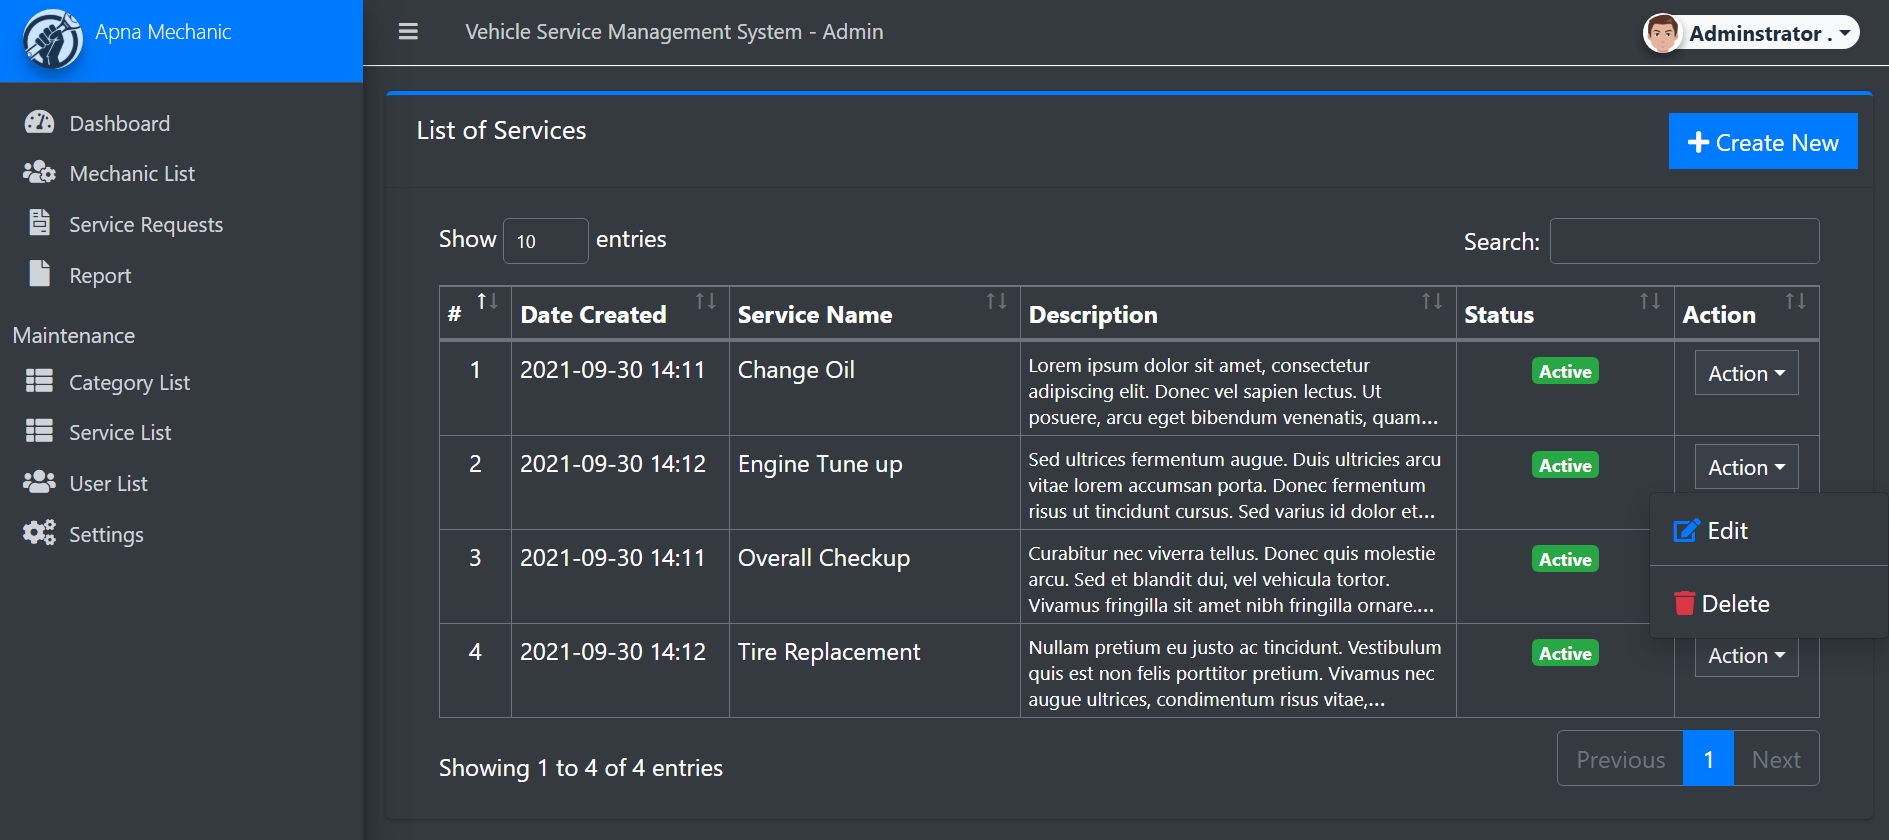 Apna Mechanic
Vehicle Service Management System - Admin
Adminstrator .
Dashboard
Mechanic List
Service Requests
Report
Maintenance
Category List
Service List
User List
Settings
List of Services
Create New
Show 10 entries
Search:
# Date Created Service Name Description Status Action
1 2021-09-30 14:11 Change Oil Lorem ipsum dolor sit amet, consectetur Active Action
adipiscing elit. Donec vel sapien lectus. Ut
posuere, arcu eget bibendum venenatis, quam...
2 2021-09-30 14:12 Engine Tune up Sed ultrices fermentum augue. Duis ultricies arcu Active Action
vitae lorem accumsan porta. Donec fermentum
risus ut tincidunt cursus. Sed varius id dolor et...
Edit
3 2021-09-30 14:11 Overall Checkup Curabitur nec viverra tellus. Donec quis molestie Active
arcu. Sed et blandit dui, vel vehicula tortor.
Vivamus fringilla sit amet nibh fringilla ornare....
Delete
4 2021-09-30 14:12 Tire Replacement Nullam pretium eu justo ac tincidunt. Vestibulum Active Action
quis est non felis porttitor pretium. Vivamus nec
augue ultrices, condimentum risus vitae,...
Showing 1 to 4 of 4 entries
Previous 1 Next